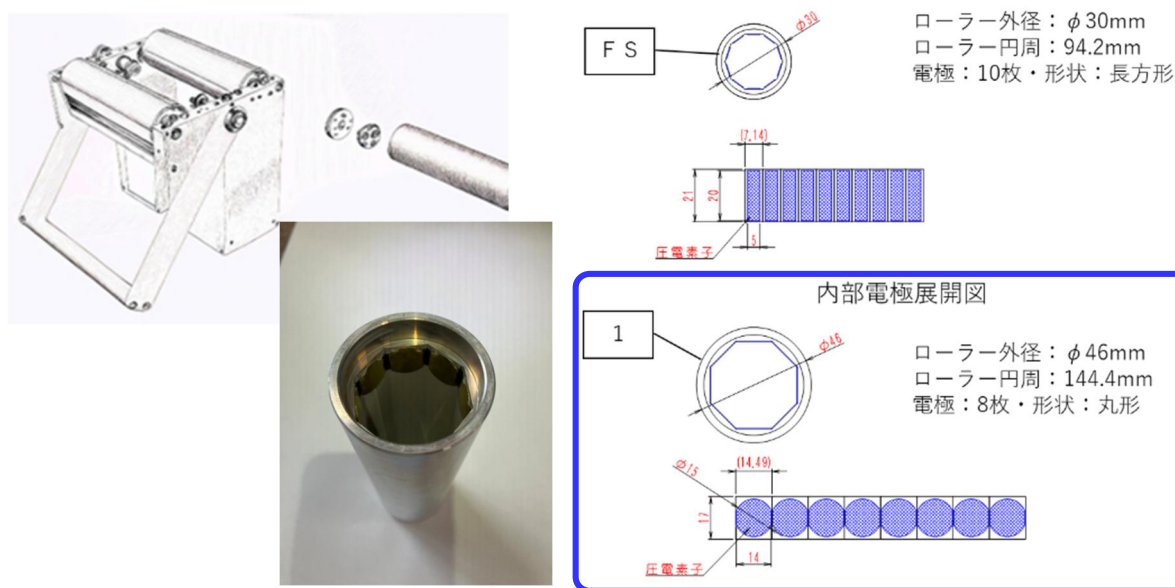 FS
φ30
ローラー外径：φ30mm
ローラー円周：94.2mm
電極：10枚・形状：長方形
(7,14)
21
20
5
圧電素子
内部電極展開図
1
φ46
ローラー外径：φ46mm
ローラー円周：144.4mm
電極：8枚・形状：丸形
φ15
(14,49)
17
14
圧電素子